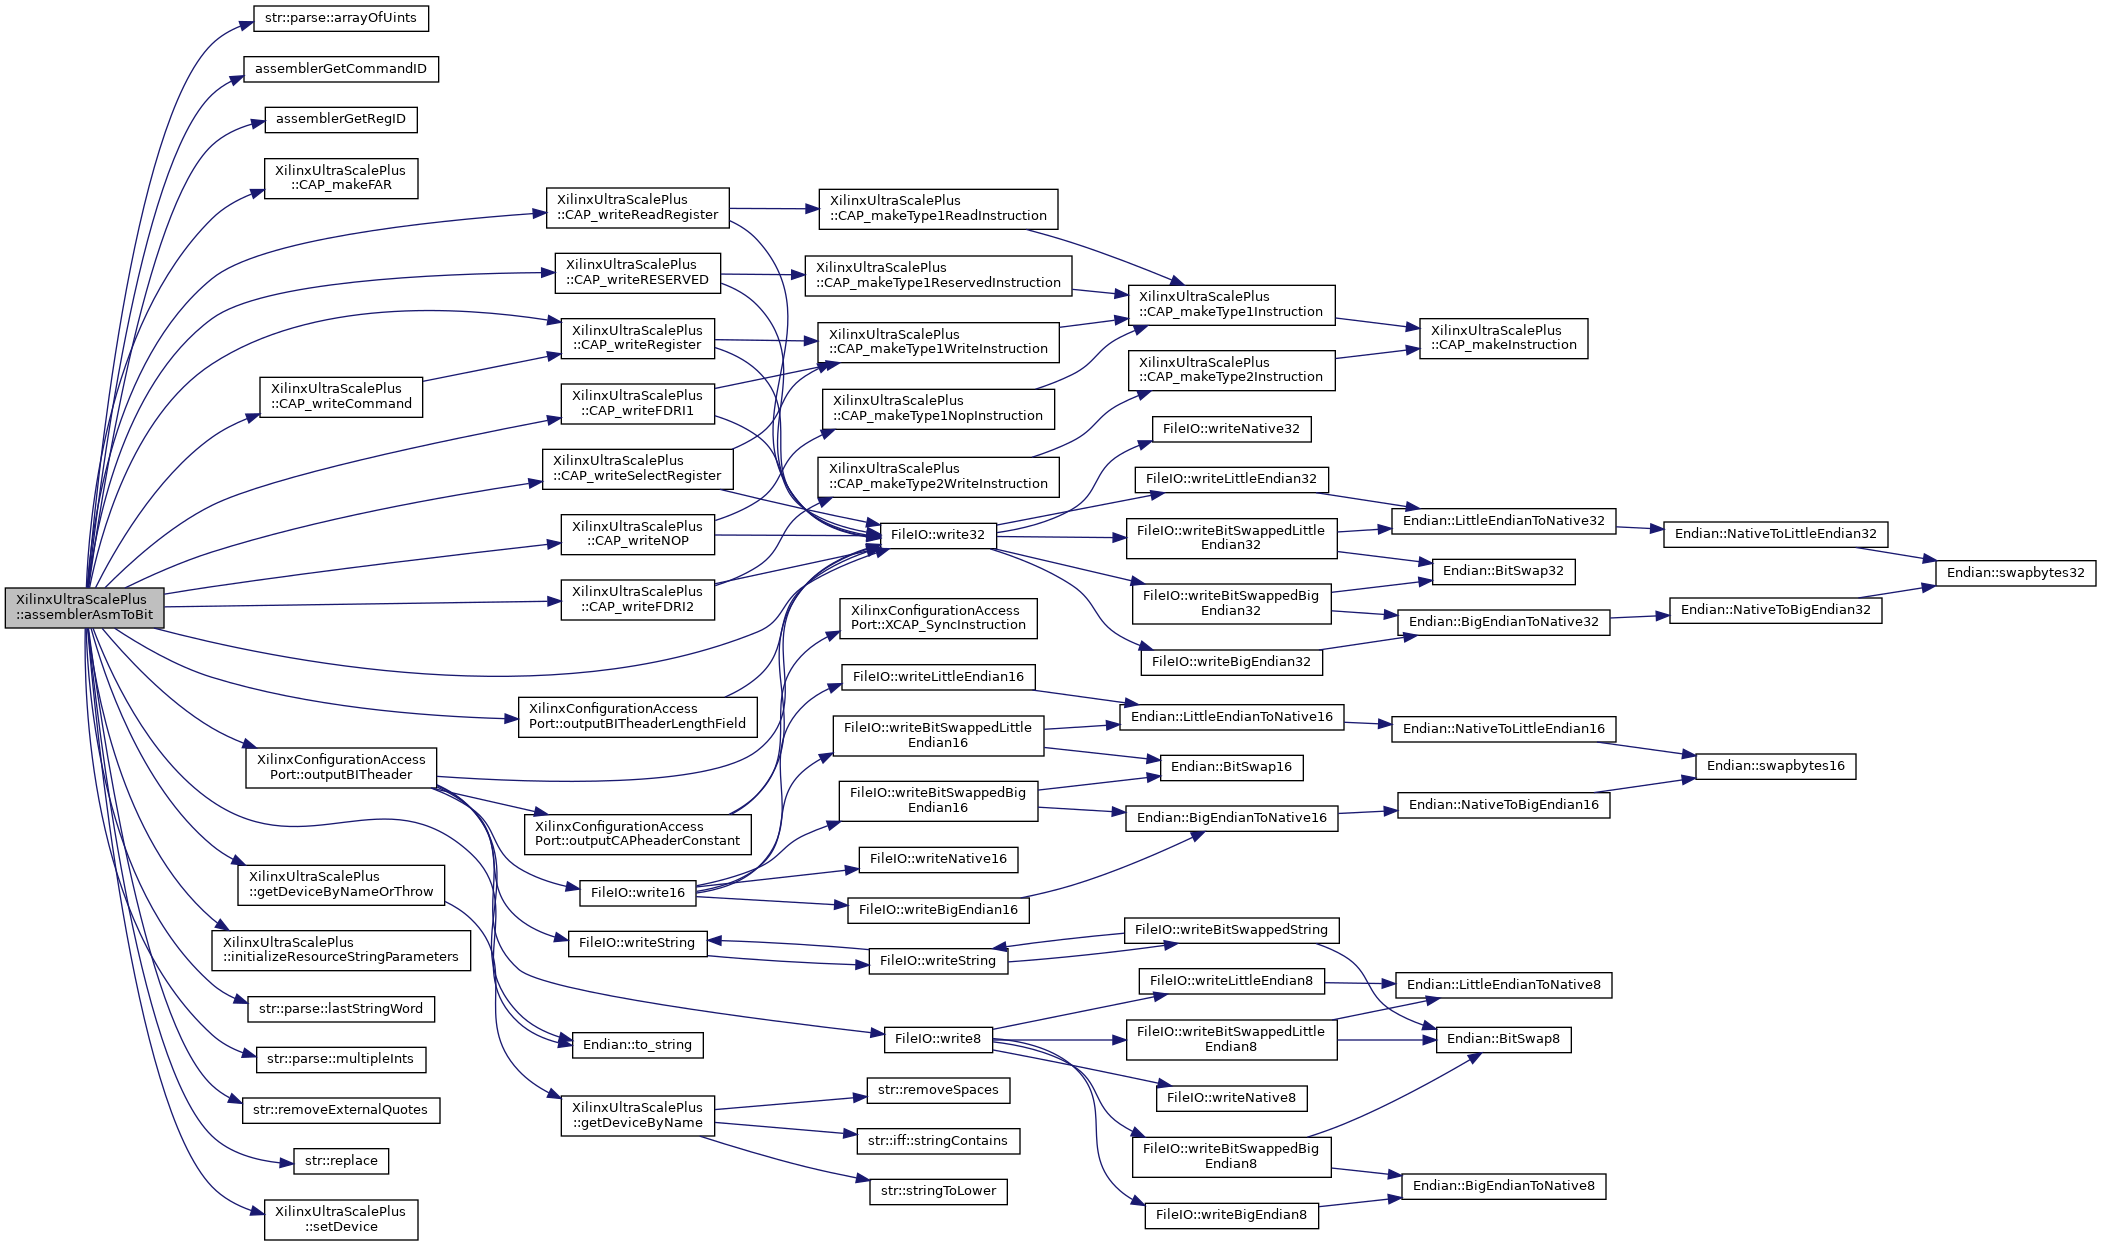 XilinxUltraScalePlus
::assemblerAsmToBit
str::parse::arrayOfUints
assemblerGetCommandID
assemblerGetRegID
XilinxUltraScalePlus
::CAP_makeFAR
XilinxUltraScalePlus
::CAP_writeCommand
XilinxConfigurationAccess
Port::outputBITheader
XilinxUltraScalePlus
::getDeviceByNameOrThrow
XilinxUltraScalePlus
::initializeResourceStringParameters
str::parse::lastStringWord
str::parse::multipleInts
str::removeExternalQuotes
str::replace
XilinxUltraScalePlus
::setDevice
XilinxUltraScalePlus
::CAP_writeReadRegister
XilinxUltraScalePlus
::CAP_writeRESERVED
XilinxUltraScalePlus
::CAP_writeRegister
XilinxUltraScalePlus
::CAP_writeFDRI1
XilinxUltraScalePlus
::CAP_writeSelectRegister
XilinxUltraScalePlus
::CAP_writeNOP
XilinxUltraScalePlus
::CAP_writeFDRI2
XilinxConfigurationAccess
Port::outputBITheaderLengthField
XilinxConfigurationAccess
Port::outputCAPheaderConstant
FileIO::write16
FileIO::writeString
Endian::to_string
XilinxUltraScalePlus
::getDeviceByName
XilinxUltraScalePlus
::CAP_makeType1ReadInstruction
XilinxUltraScalePlus
::CAP_makeType1ReservedInstruction
XilinxUltraScalePlus
::CAP_makeType1WriteInstruction
XilinxUltraScalePlus
::CAP_makeType1NopInstruction
XilinxUltraScalePlus
::CAP_makeType2WriteInstruction
FileIO::write32
XilinxConfigurationAccess
Port::XCAP_SyncInstruction
FileIO::writeLittleEndian16
FileIO::writeBitSwappedLittle
Endian16
FileIO::writeBitSwappedBig
Endian16
FileIO::writeNative16
FileIO::writeBigEndian16
FileIO::writeString
FileIO::write8
str::removeSpaces
str::iff::stringContains
str::stringToLower
XilinxUltraScalePlus
::CAP_makeType1Instruction
XilinxUltraScalePlus
::CAP_makeType2Instruction
FileIO::writeNative32
FileIO::writeLittleEndian32
FileIO::writeBitSwappedLittle
Endian32
FileIO::writeBitSwappedBig
Endian32
FileIO::writeBigEndian32
Endian::LittleEndianToNative16
Endian::BitSwap16
Endian::BigEndianToNative16
FileIO::writeBitSwappedString
FileIO::writeLittleEndian8
FileIO::writeBitSwappedLittle
Endian8
FileIO::writeNative8
FileIO::writeBitSwappedBig
Endian8
FileIO::writeBigEndian8
XilinxUltraScalePlus
::CAP_makeInstruction
Endian::LittleEndianToNative32
Endian::BitSwap32
Endian::BigEndianToNative32
Endian::NativeToLittleEndian16
Endian::NativeToBigEndian16
Endian::LittleEndianToNative8
Endian::BitSwap8
Endian::BigEndianToNative8
Endian::NativeToLittleEndian32
Endian::NativeToBigEndian32
Endian::swapbytes16
Endian::swapbytes32